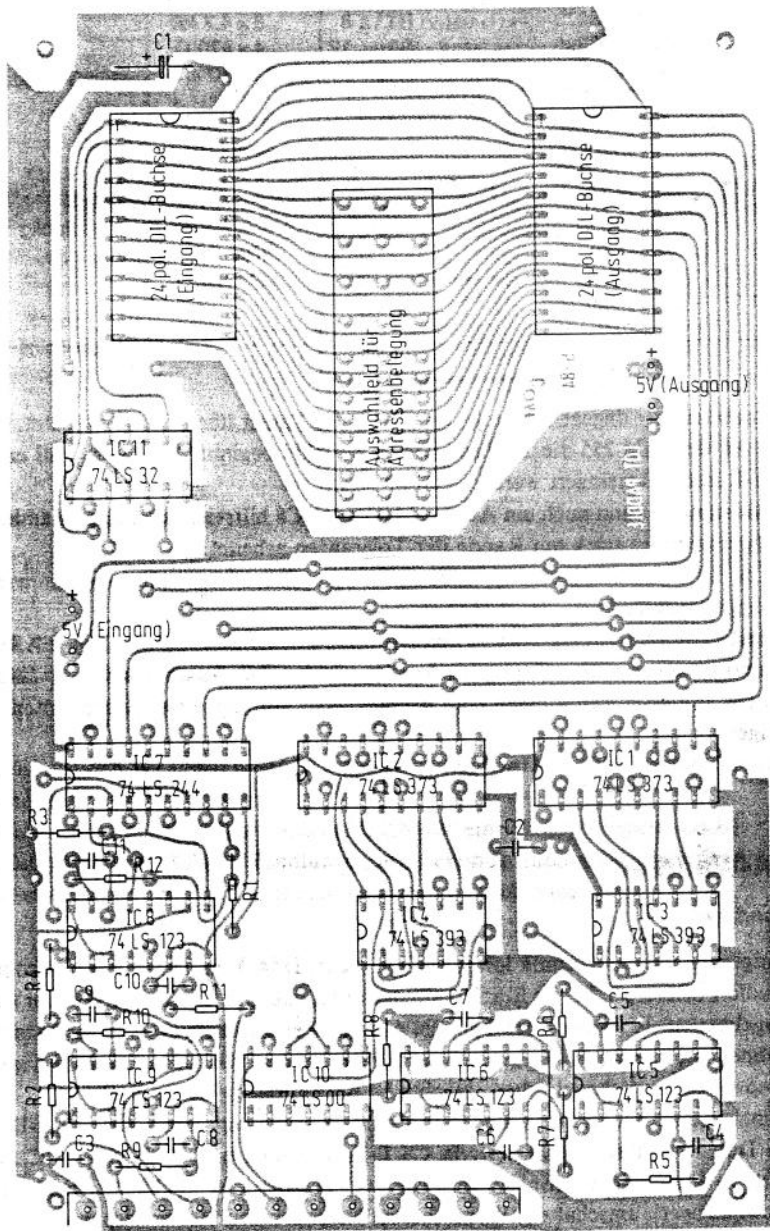 C1
+
24 pol. DIL-Buchse
(Eingang)
24 pol. DIL-Buchse
(Ausgang)
Auswahlfeld für
Adressenbelegung
+
5V (Ausgang)
IC11
74 LS 32
+
5V (Eingang)
IC7
74 LS 244
IC2
74 LS 373
IC1
74 LS 373
R3
C11
R12
R1
C2
IC8
74 LS 123
IC4
74 LS 393
IC3
74 LS 393
R4
C10
C9
R11
R10
R8
C7
R6
C5
R2
IC9
74 LS 123
IC10
74 LS 00
IC6
74 LS 123
IC5
74 LS 123
C3
R9
C8
C6
R7
C4
R5